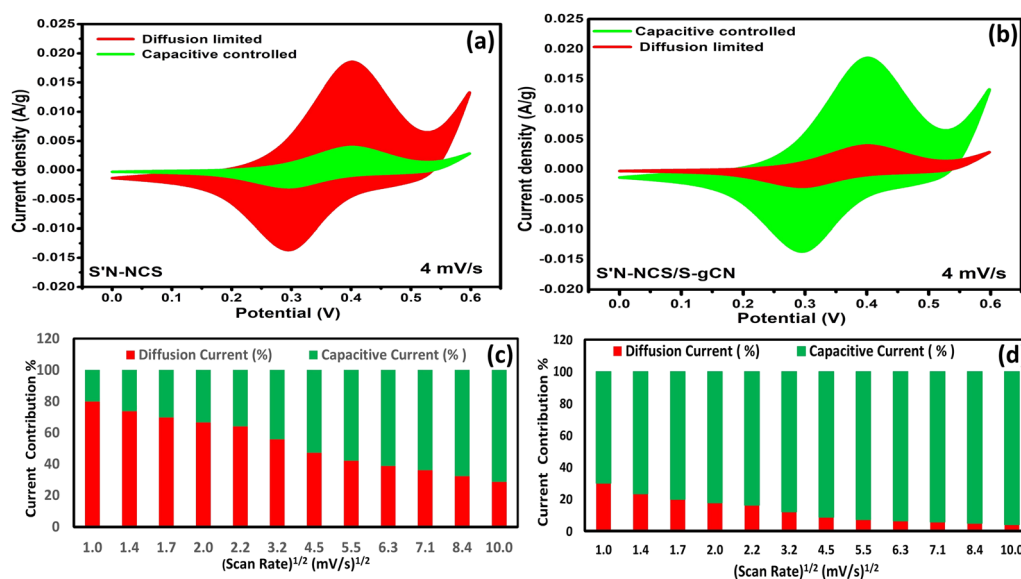 (a)
Diffusion limited
Capacitive controlled
Current density (A/g)
0.025
0.020
0.015
0.010
0.005
0.000
-0.005
-0.010
-0.015
-0.020
S'N-NCS
4 mV/s
0.0 0.1 0.2 0.3 0.4 0.5 0.6
Potential (V)
(b)
Capacitive controlled
Diffusion limited
Current density (A/g)
0.025
0.020
0.015
0.010
0.005
0.000
-0.005
-0.010
-0.015
-0.020
S'N-NCS/S-gCN
4 mV/s
0.0 0.1 0.2 0.3 0.4 0.5 0.6
Potential (V)
(c)
Diffusion Current (%) Capacitive Current (% )
Current Contribution %
120
100
80
60
40
20
0
1.0 1.4 1.7 2.0 2.2 3.2 4.5 5.5 6.3 7.1 8.4 10.0
(Scan Rate)1/2 (mV/s)1/2
(d)
Diffusion Current ( %) Capacitive Current ( % )
Current Contribution %
120
100
80
60
40
20
0
1.0 1.4 1.7 2.0 2.2 3.2 4.5 5.5 6.3 7.1 8.4 10.0
(Scan Rate)1/2 (mV/s)1/2